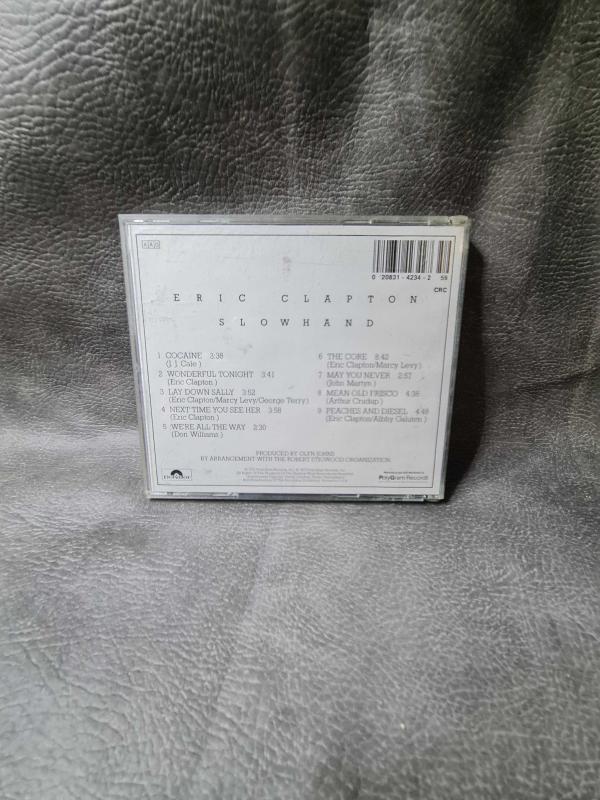 AAD
0 20831-4234-2 59
CRC
ERIC CLAPTON
SLOWHAND
1 COCAINE 3:38
(J. J. Cale)
2 WONDERFUL TONIGHT 3:41
(Eric Clapton)
3 LAY DOWN SALLY 3:52
(Eric Clapton/Marcy Levy/George Terry)
4 NEXT TIME YOU SEE HER 3:58
(Eric Clapton)
5 WE'RE ALL THE WAY 2:30
(Don Williams)
6 THE CORE 8:42
(Eric Clapton/Marcy Levy)
7 MAY YOU NEVER 2:57
(John Martyn)
8 MEAN OLD FRISCO 4:38
(Arthur Crudup)
9 PEACHES AND DIESEL 4:48
(Eric Clapton/Albby Galuten)
PRODUCED BY GLYN JOHNS
BY ARRANGEMENT WITH THE ROBERT STIGWOOD ORGANIZATION.
polydor
PolyGram Records